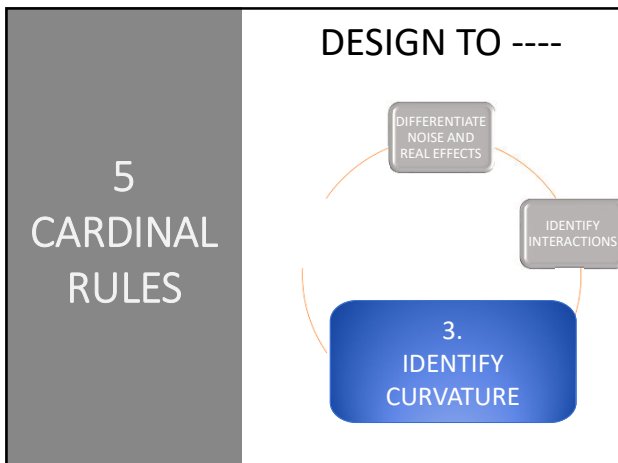 DESIGN TO ----
5
CARDINAL
RULES
DIFFERENTIATE
NOISE AND
REAL EFFECTS
IDENTIFY
INTERACTIONS
3.
IDENTIFY
CURVATURE